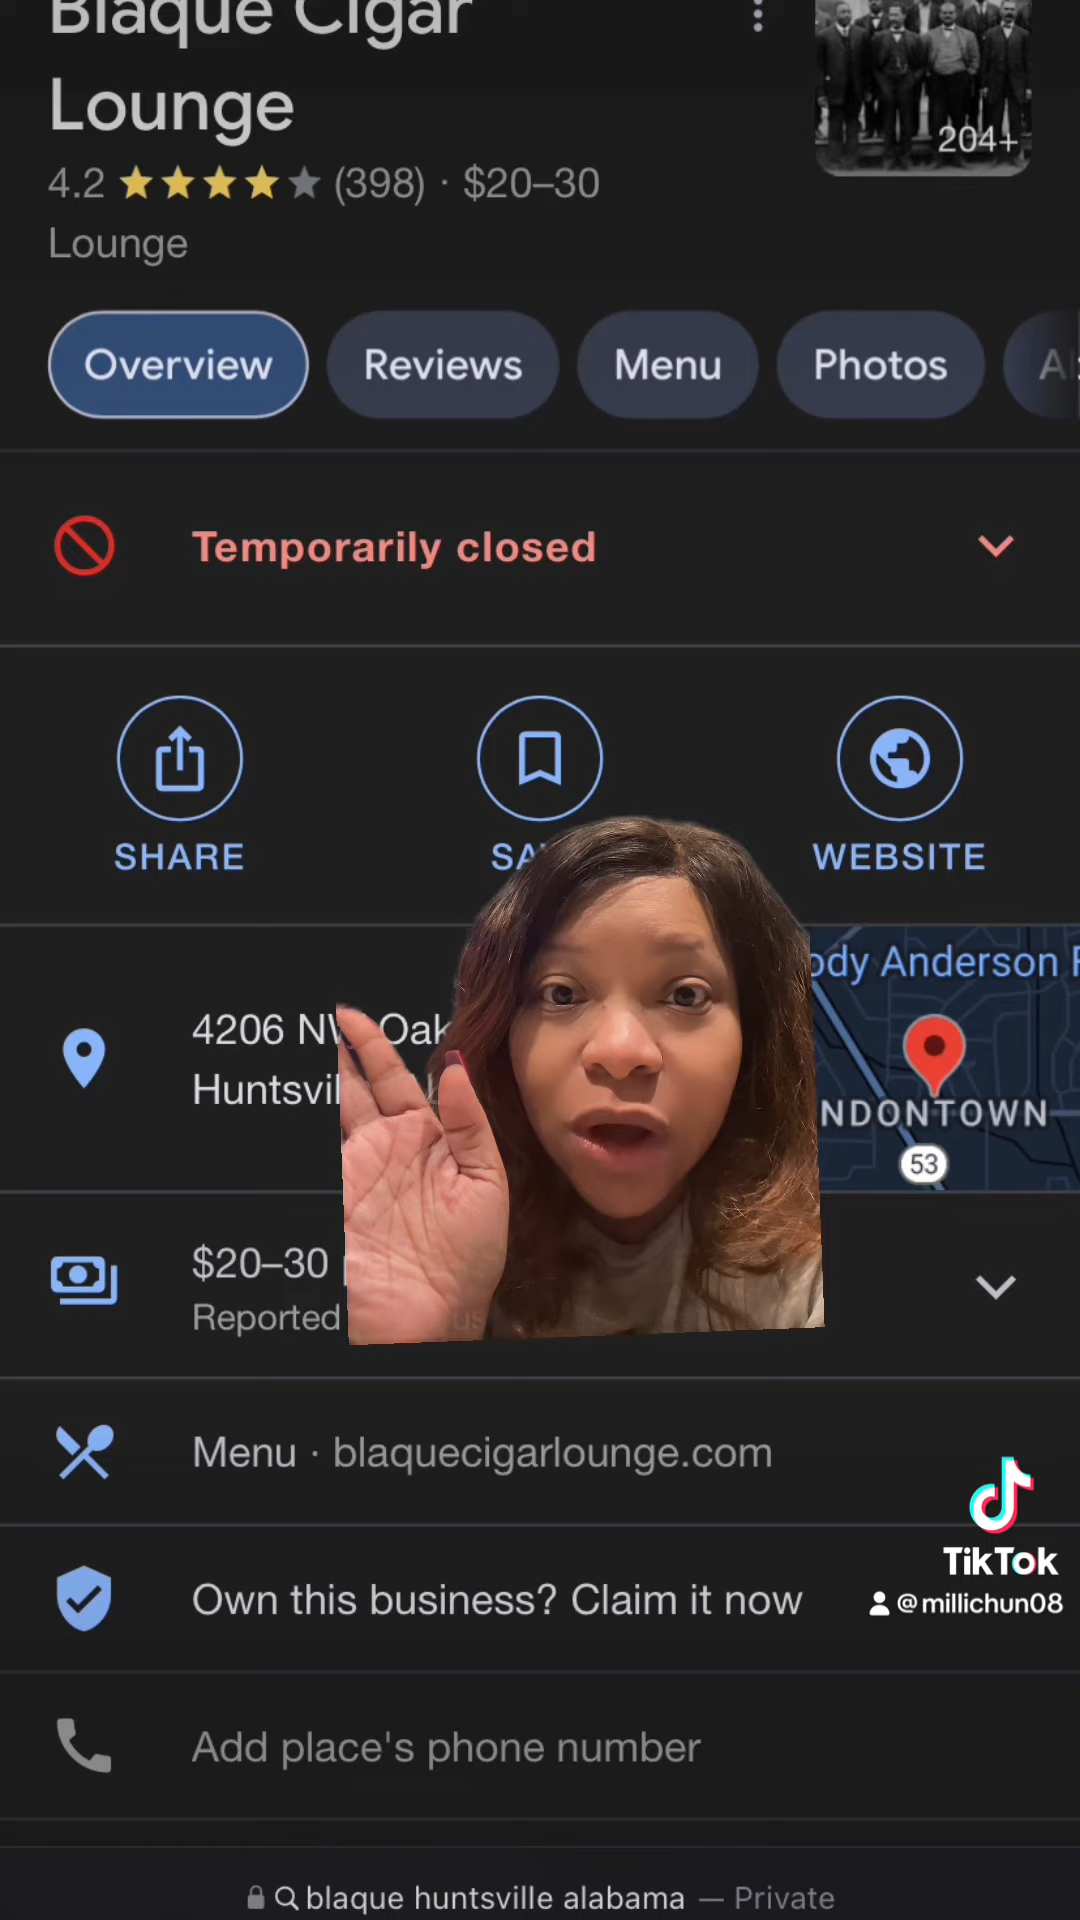 Blaque Cigar
Lounge
204+
4.2 (398) · $20–30
Lounge
Overview
Reviews
Menu
Photos
Temporarily closed
SHARE
WEBSITE
Anderson
4206 Oak
53
$20–30
Reported
Menu · blaquecigarlounge.com
TikTok
Own this business? Claim it now
@millichun08
Add place's phone number
blaque huntsville alabama — Private